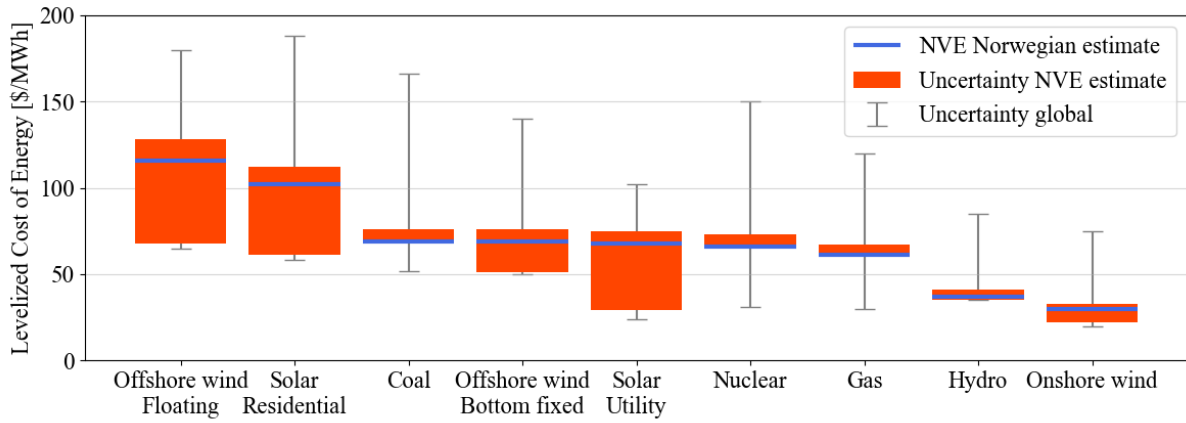 Levelized Cost of Energy [$/MWh]
200
150
100
50
0
NVE Norwegian estimate
Uncertainty NVE estimate
Uncertainty global
Offshore wind
Floating
Solar
Residential
Coal
Offshore wind
Bottom fixed
Solar
Utility
Nuclear
Gas
Hydro
Onshore wind